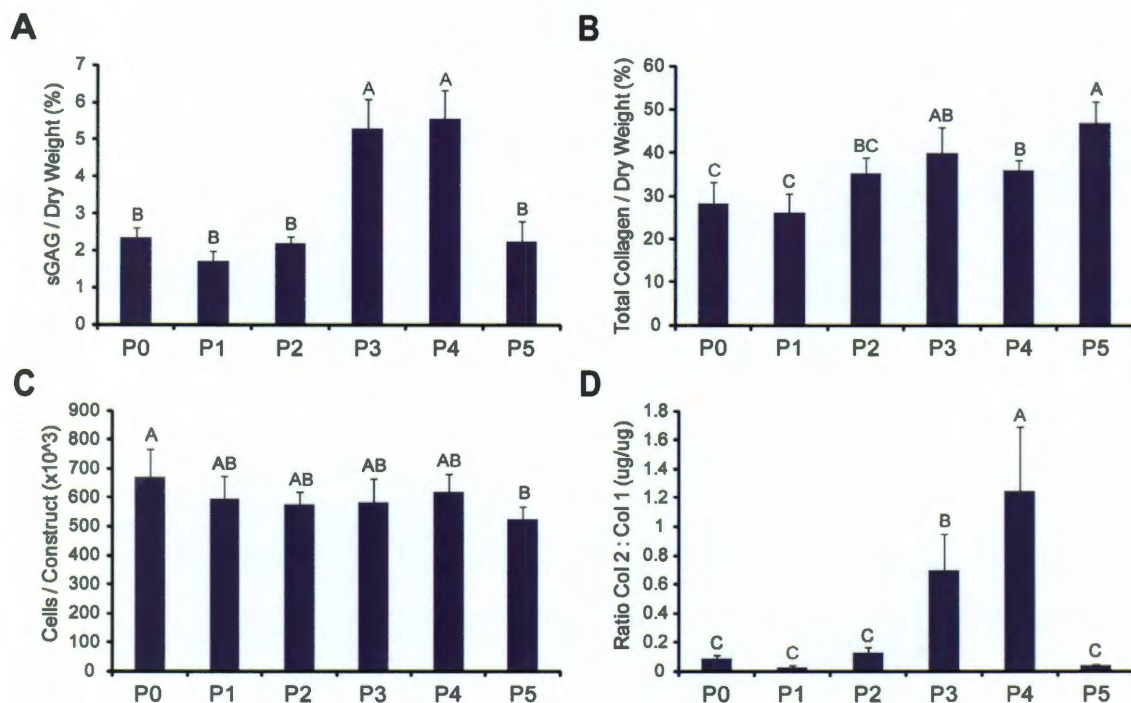 A
sGAG / Dry Weight (%)
7
6
5
4
3
2
1
0
B
B
B
A
A
B
P0 P1 P2 P3 P4 P5
B
Total Collagen / Dry Weight (%)
60
50
40
30
20
10
0
C
C
BC
AB
B
A
P0 P1 P2 P3 P4 P5
C
Cells / Construct (x10^3)
900
800
700
600
500
400
300
200
100
0
A
AB
AB
AB
AB
B
P0 P1 P2 P3 P4 P5
D
Ratio Col 2 : Col 1 (ug/ug)
1.8
1.6
1.4
1.2
1
0.8
0.6
0.4
0.2
0
C
C
C
B
A
C
P0 P1 P2 P3 P4 P5